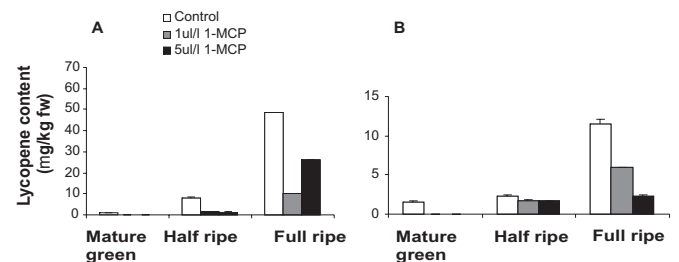 Control
1ul/l 1-MCP
5ul/l 1-MCP
A
B
Lycopene content
(mg/kg fw)
70
60
50
40
30
20
10
0
Mature
green
Half ripe
Full ripe
15
10
5
0
Mature
green
Half ripe
Full ripe